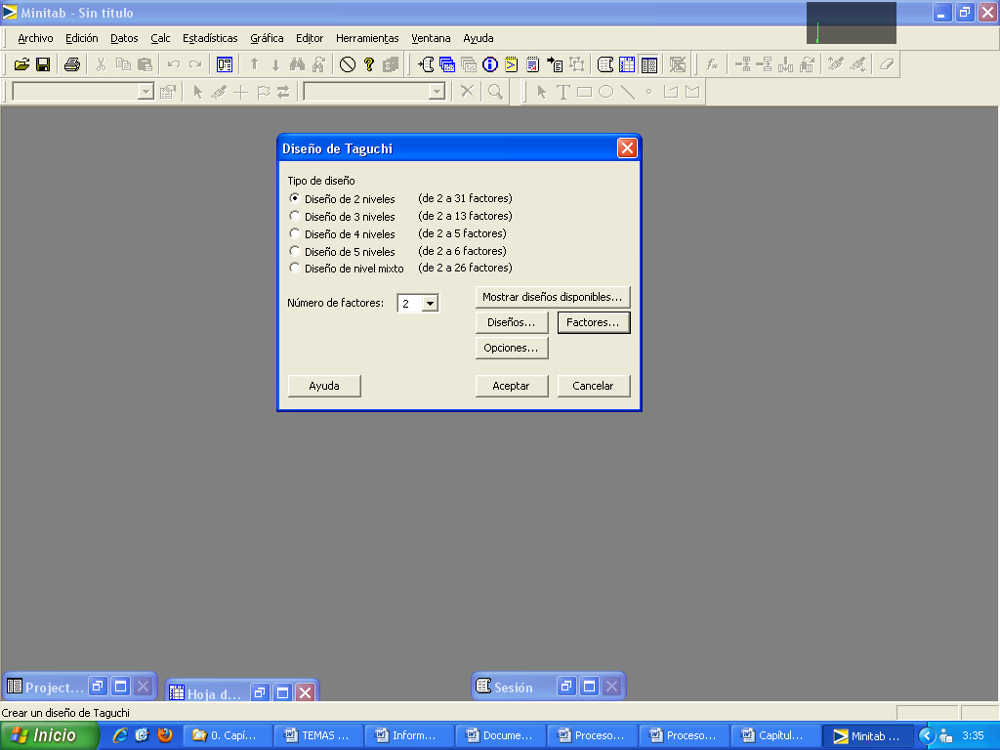 Minitab - Sin título
Archivo Edición Datos Calc Estadísticas Gráfica Editor Herramientas Ventana Ayuda
Diseño de Taguchi
Tipo de diseño
Diseño de 2 niveles (de 2 a 31 factores)
Diseño de 3 niveles (de 2 a 13 factores)
Diseño de 4 niveles (de 2 a 5 factores)
Diseño de 5 niveles (de 2 a 6 factores)
Diseño de nivel mixto (de 2 a 26 factores)
Número de factores: 2 Mostrar diseños disponibles...
Diseños... Factores...
Opciones...
Ayuda Aceptar Cancelar
Project... Hoja d... Sesión
Crear un diseño de Taguchi
Inicio 0. Capí... TEMAS ... Inform... Docume... Proceso... Proceso... Capítul... Minitab ... 3:35